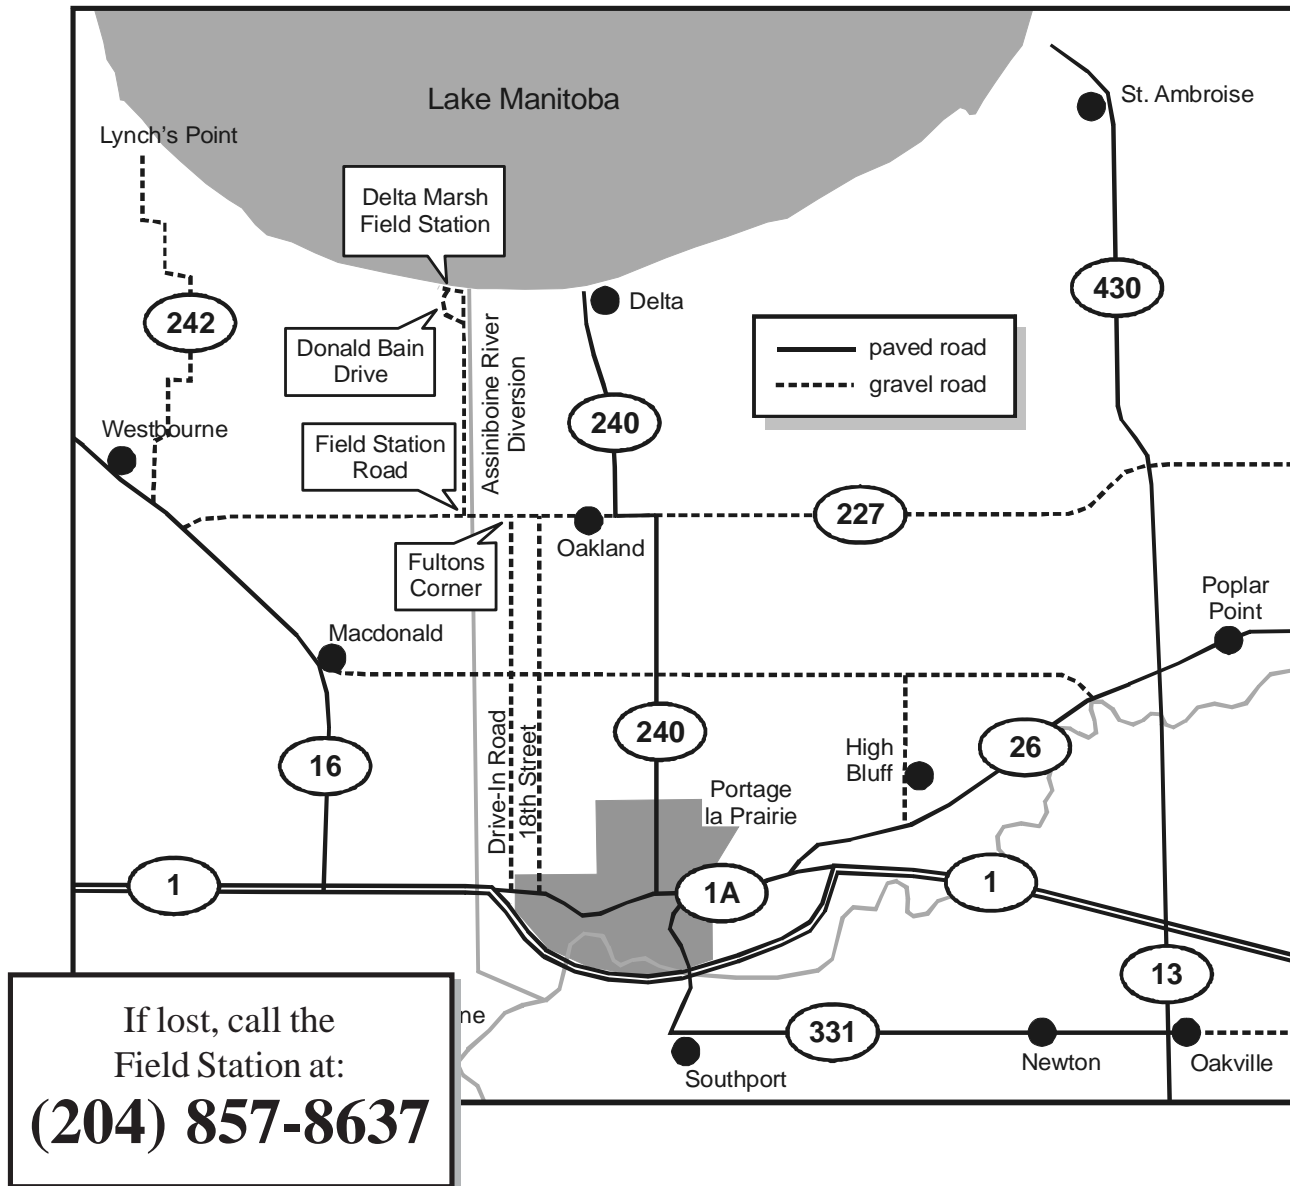 Lake Manitoba
St. Ambroise
Lynch's Point
Delta Marsh
Field Station
430
Delta
242
Donald Bain
Drive
Assiniboine River
Diversion
paved road
gravel road
240
Westbourne
Field Station
Road
227
Oakland
Fultons
Corner
Poplar
Point
Macdonald
240
26
High
Bluff
16
Drive-In Road
18th Street
Portage
la Prairie
1
1A
1
13
331
Newton
Oakville
Southport
ne
If lost, call the
Field Station at:
(204) 857-8637